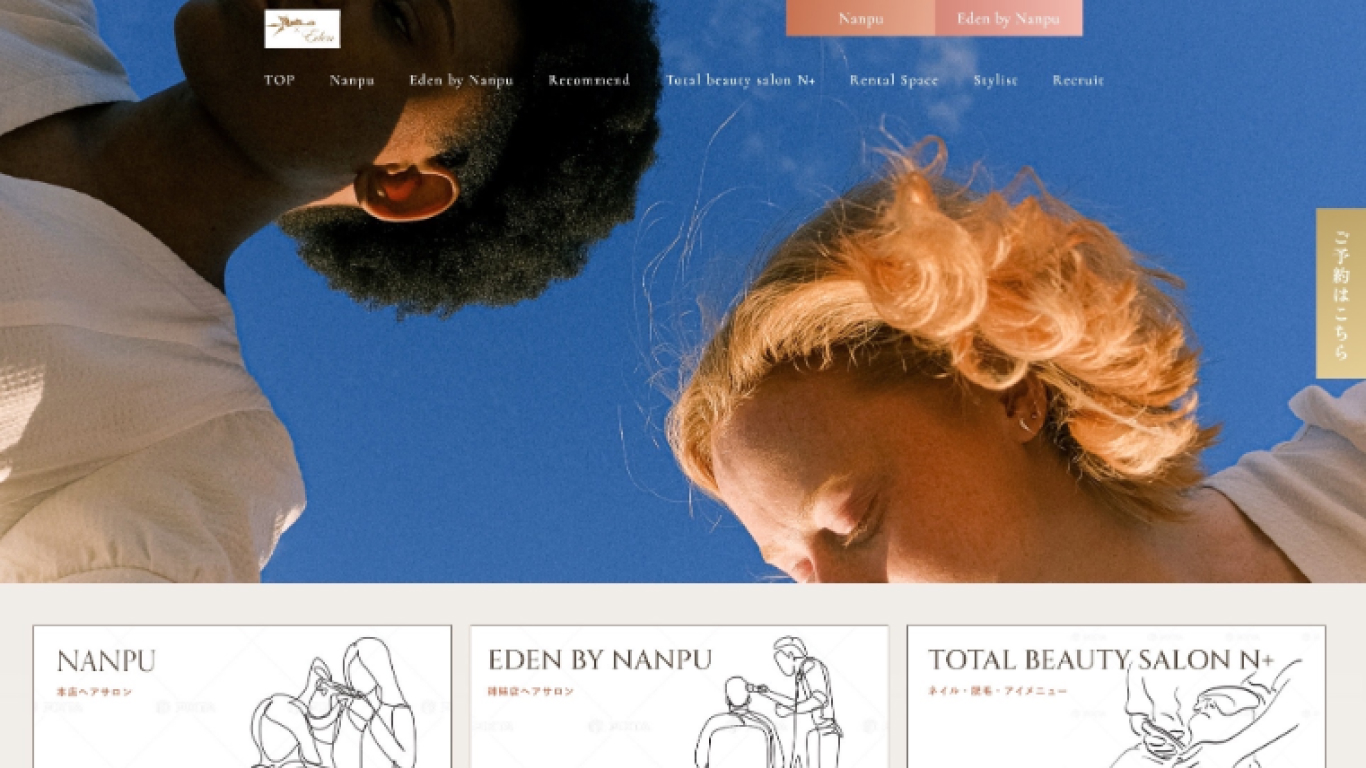 Nanpu
Eden by Nanpu
Eden
TOP
Nanpu
Eden by Nanpu
Recommend
Total beauty salon N+
Rental Space
Stylist
Recruit
ご予約はこちら
NANPU
本店ヘアサロン
EDEN BY NANPU
姉妹店ヘアサロン
TOTAL BEAUTY SALON N+
ネイル・脱毛・アイメニュー